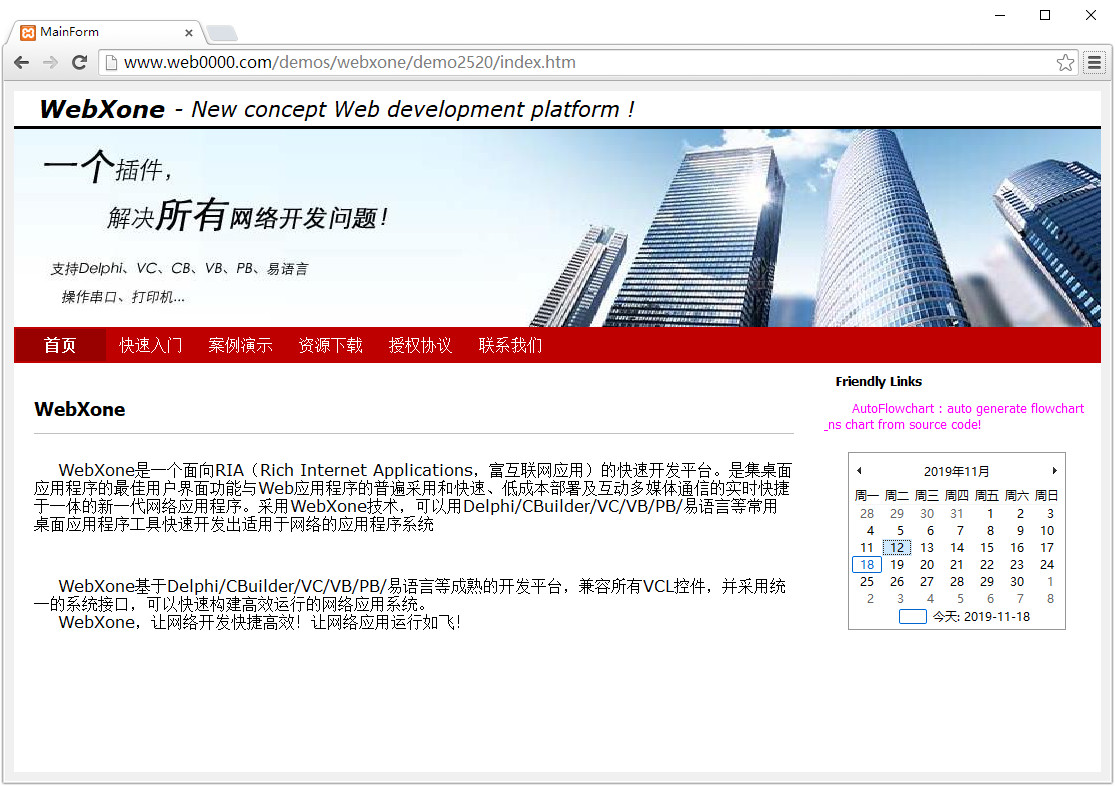 MainForm
www.web0000.com/demos/webxone/demo2520/index.htm
WebXone - New concept Web development platform !
一个插件，
解决所有网络开发问题！
支持Delphi、VC、CB、VB、PB、易语言
操作串口、打印机...
首页 快速入门 案例演示 资源下载 授权协议 联系我们
WebXone
WebXone是一个面向RIA（Rich Internet Applications，富互联网应用）的快速开发平台。是集桌面
应用程序的最佳用户界面功能与Web应用程序的普遍采用和快速、低成本部署及互动多媒体通信的实时快捷
于一体的新一代网络应用程序。采用WebXone技术，可以用Delphi/CBuilder/VC/VB/PB/易语言等常用
桌面应用程序工具快速开发出适用于网络的应用程序系统
WebXone基于Delphi/CBuilder/VC/VB/PB/易语言等成熟的开发平台，兼容所有VCL控件，并采用统
一的系统接口，可以快速构建高效运行的网络应用系统。
WebXone，让网络开发快捷高效！让网络应用运行如飞！
Friendly Links
AutoFlowchart : auto generate flowchart
_ns chart from source code!
2019年11月
周一 周二 周三 周四 周五 周六 周日
28 29 30 31 1 2 3
4 5 6 7 8 9 10
11 12 13 14 15 16 17
18 19 20 21 22 23 24
25 26 27 28 29 30 1
2 3 4 5 6 7 8
今天: 2019-11-18